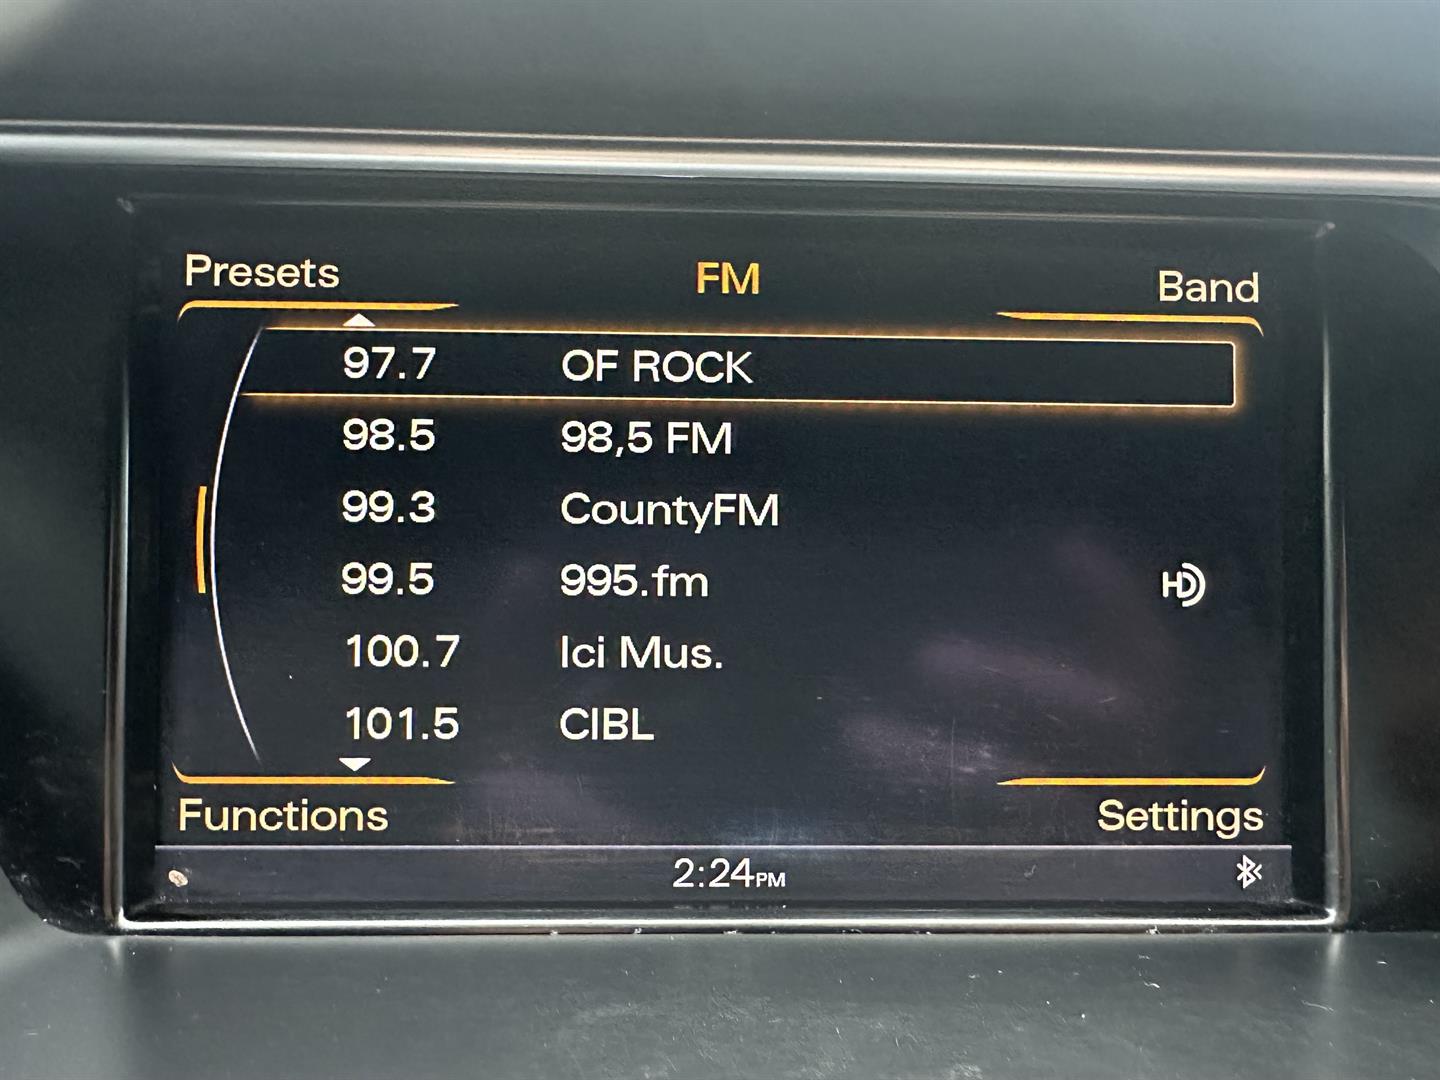 Presets FM Band
97.7 OF ROCK
98.5 98,5 FM
99.3 CountyFM
99.5 995.fm HD
100.7 Ici Mus.
101.5 CIBL
Functions Settings
2:24PM